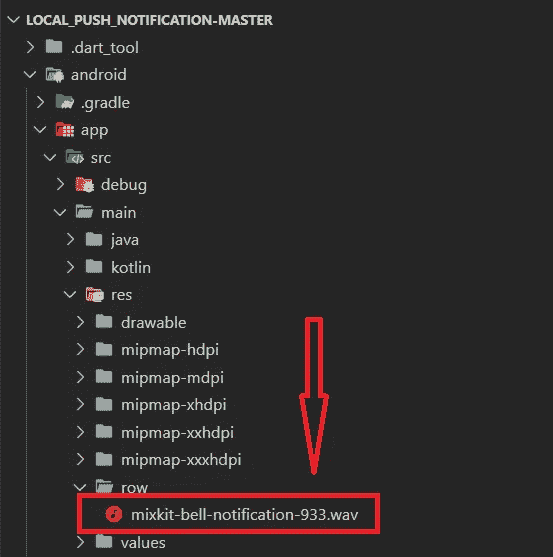 LOCAL_PUSH_NOTIFICATION-MASTER
.dart_tool
android
.gradle
app
src
debug
main
java
kotlin
res
drawable
mipmap-hdpi
mipmap-mdpi
mipmap-xhdpi
mipmap-xxhdpi
mipmap-xxxhdpi
row
mixkit-bell-notification-933.wav
values